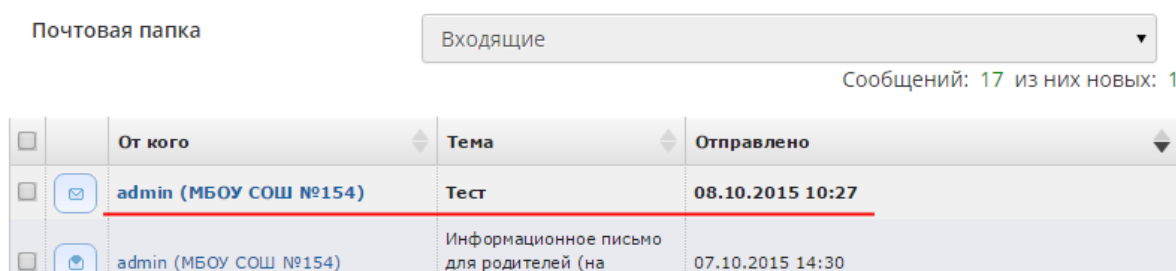 Почтовая папка
Входящие
Сообщений: 17 из них новых: 1
От кого Тема Отправлено
admin (МБОУ СОШ №154) Тест 08.10.2015 10:27
Информационное письмо
admin (МБОУ СОШ №154) для родителей (на 07.10.2015 14:30